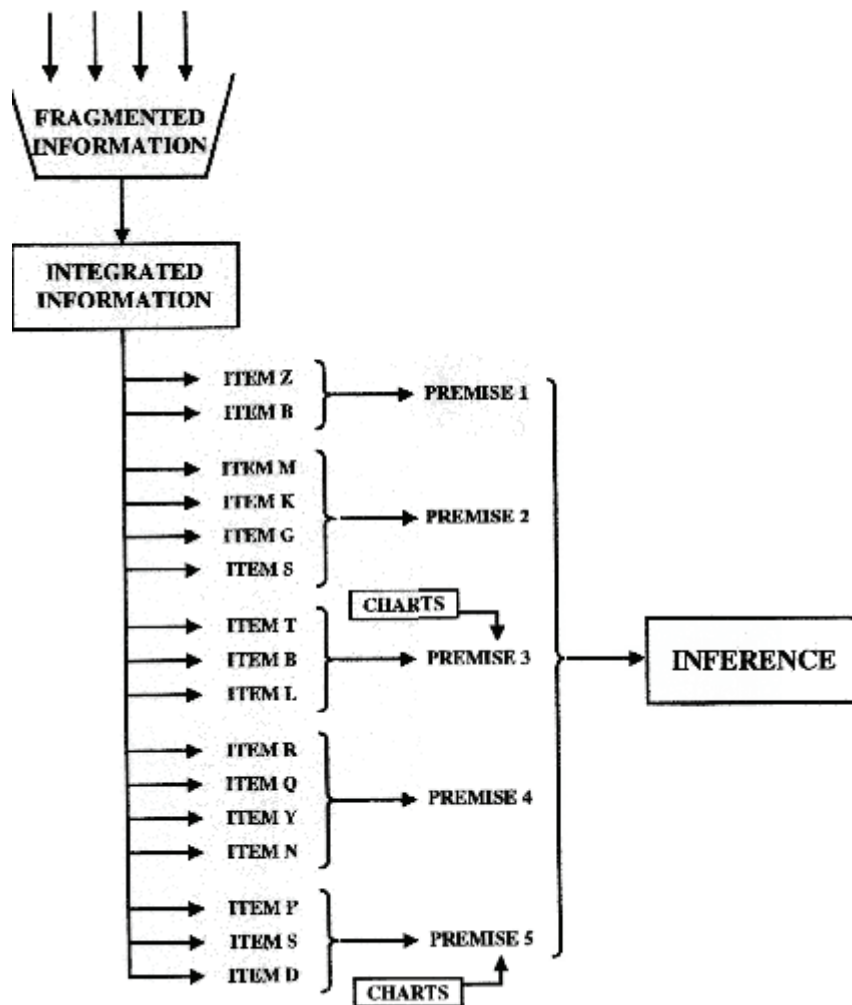 FRAGMENTED
INFORMATION
INTEGRATED
INFORMATION
ITEM Z
ITEM B
PREMISE 1
ITEM M
ITEM K
ITEM G
ITEM S
PREMISE 2
CHARTS
ITEM T
ITEM B
ITEM L
PREMISE 3
INFERENCE
ITEM R
ITEM Q
ITEM Y
ITEM N
PREMISE 4
ITEM P
ITEM S
ITEM D
PREMISE 5
CHARTS